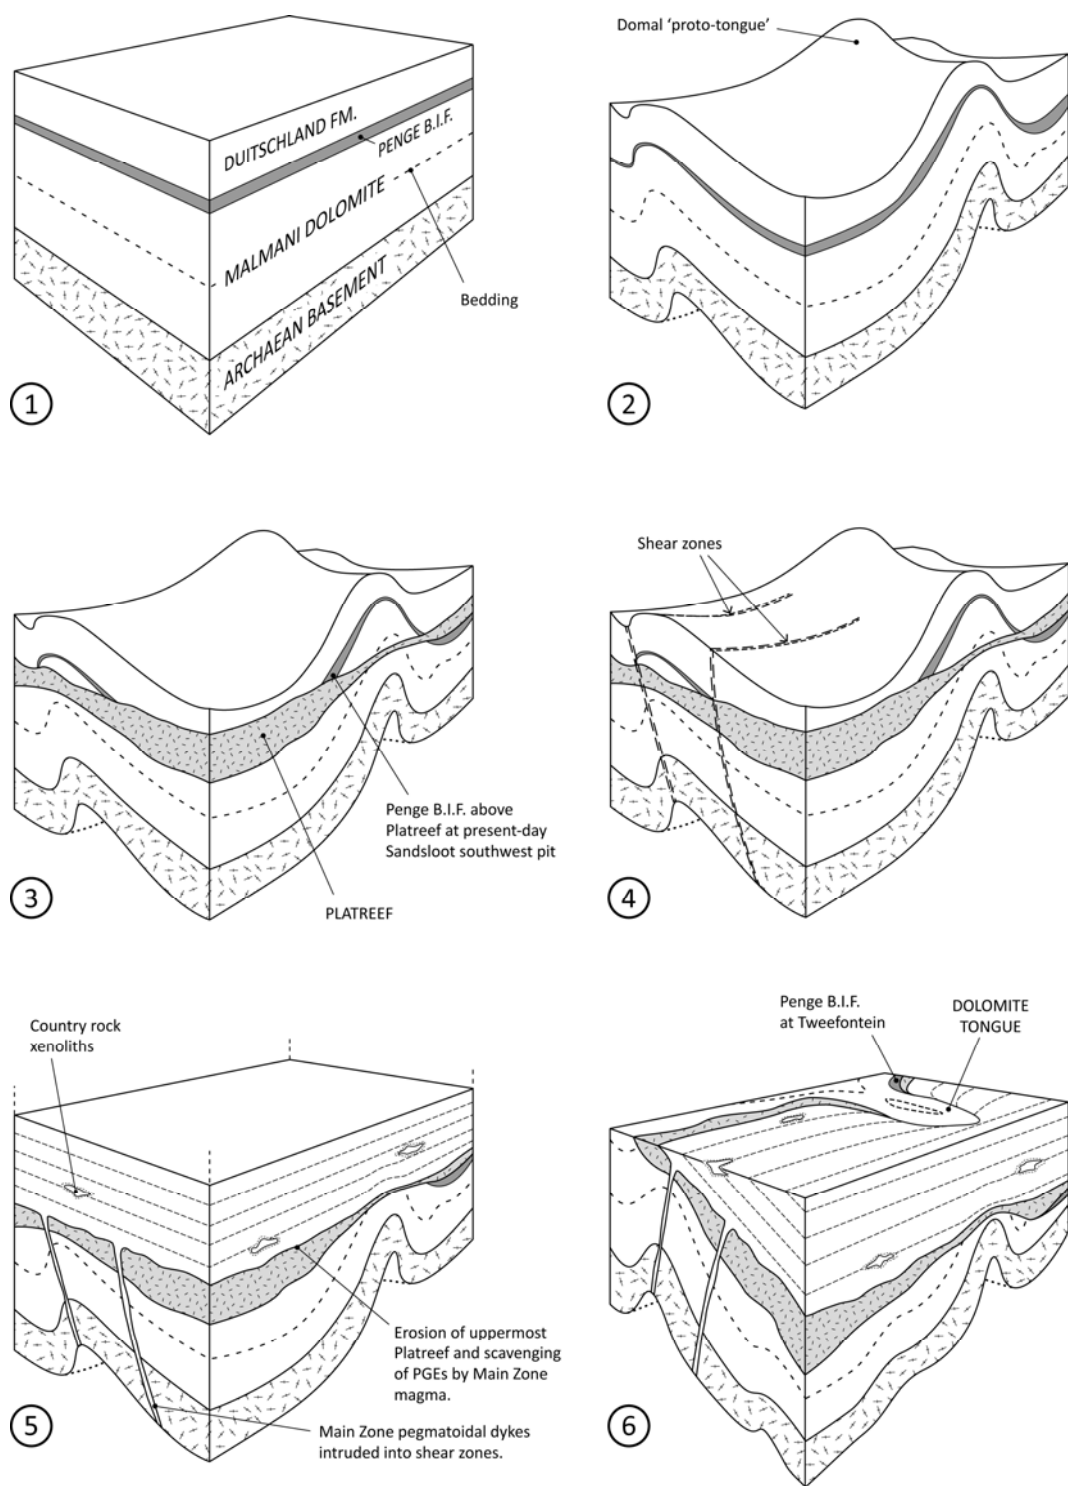 DUITSCHLAND FM.
PENGE B.I.F.
MALMANI DOLOMITE
Bedding
ARCHAEAN BASEMENT
1
Domal ‘proto-tongue’
2
Penge B.I.F. above
Platreef at present-day
Sandsloot southwest pit
PLATREEF
3
Shear zones
4
Country rock
xenoliths
Erosion of uppermost
Platreef and scavenging
of PGEs by Main Zone
magma.
Main Zone pegmatoidal dykes
intruded into shear zones.
5
Penge B.I.F.
at Tweefontein
DOLOMITE
TONGUE
6